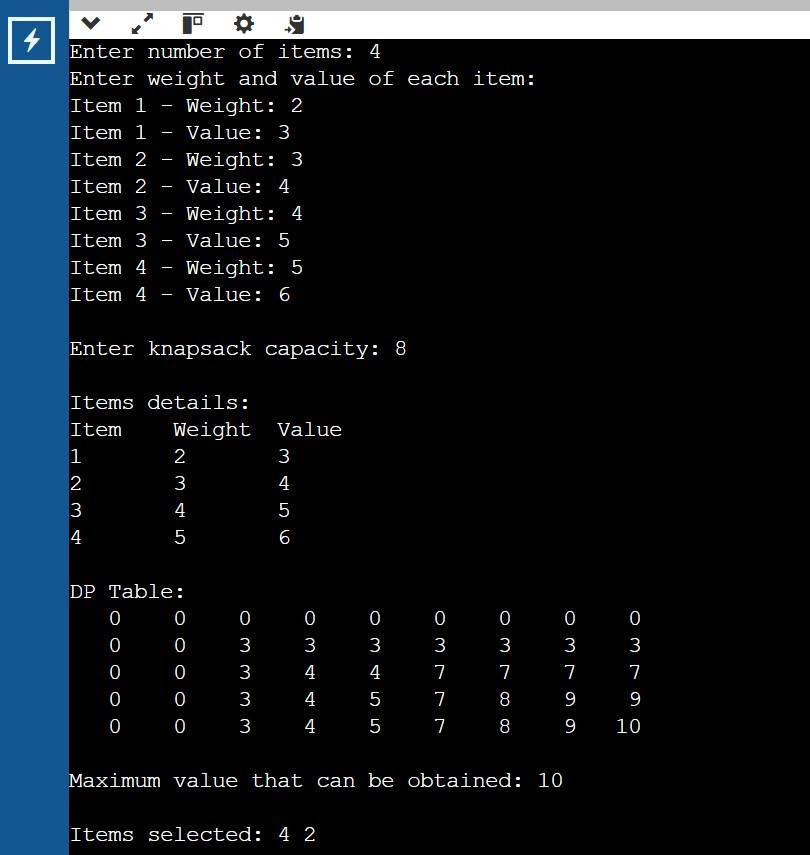 Enter number of items: 4
Enter weight and value of each item:
Item 1 - Weight: 2
Item 1 - Value: 3
Item 2 - Weight: 3
Item 2 - Value: 4
Item 3 - Weight: 4
Item 3 - Value: 5
Item 4 - Weight: 5
Item 4 - Value: 6
Enter knapsack capacity: 8
Items details:
Item Weight Value
1 2 3
2 3 4
3 4 5
4 5 6
DP Table:
0 0 0 0 0 0 0 0 0
0 0 3 3 3 3 3 3 3
0 0 3 4 4 7 7 7 7
0 0 3 4 5 7 8 9 9
0 0 3 4 5 7 8 9 10
Maximum value that can be obtained: 10
Items selected: 4 2